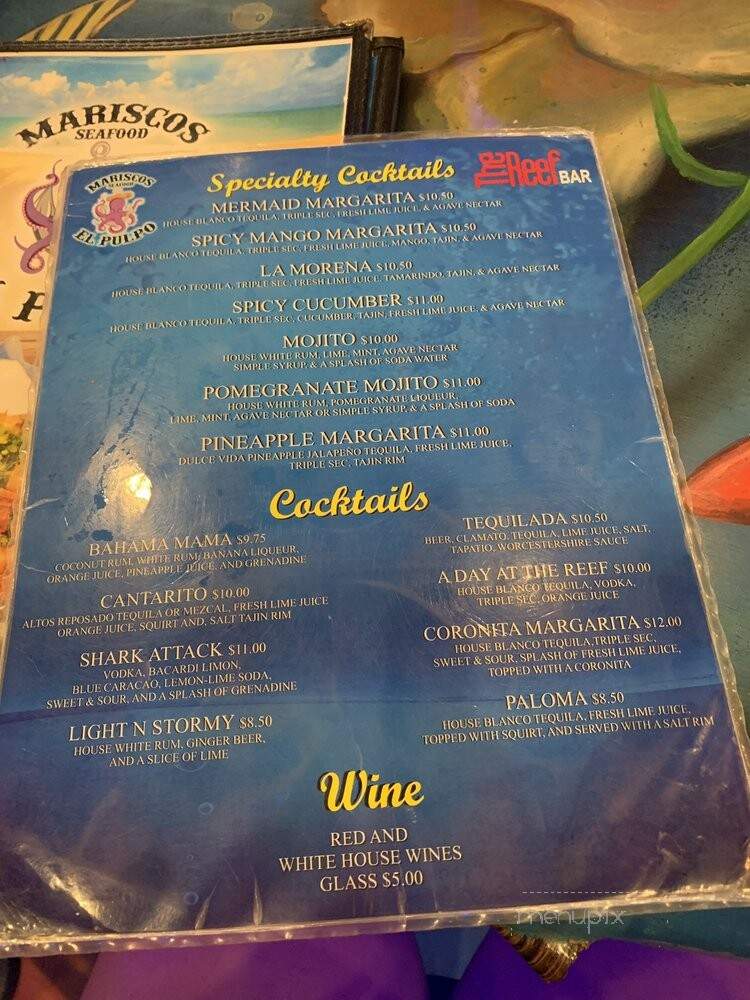 MARISCOS
SEAFOOD
MARISCOS
SEAFOOD
EL PULPO
The Reef BAR
Specialty Cocktails
MERMAID MARGARITA $10.50
HOUSE BLANCO TEQUILA, TRIPLE SEC, FRESH LIME JUICE, & AGAVE NECTAR
SPICY MANGO MARGARITA $10.50
HOUSE BLANCO TEQUILA, TRIPLE SEC, FRESH LIME JUICE, MANGO, TAJIN, & AGAVE NECTAR
LA MORENA $10.50
HOUSE BLANCO TEQUILA, TRIPLE SEC, FRESH LIME JUICE, TAMARINDO, TAJIN, & AGAVE NECTAR
SPICY CUCUMBER $11.00
HOUSE BLANCO TEQUILA, TRIPLE SEC, CUCUMBER, TAJIN, FRESH LIME JUICE, & AGAVE NECTAR
MOJITO $10.00
HOUSE WHITE RUM, LIME, MINT, AGAVE NECTAR
SIMPLE SYRUP, & A SPLASH OF SODA WATER
POMEGRANATE MOJITO $11.00
HOUSE WHITE RUM, POMEGRANATE LIQUEUR,
LIME, MINT, AGAVE NECTAR OR SIMPLE SYRUP, & A SPLASH OF SODA
PINEAPPLE MARGARITA $11.00
DULCE VIDA PINEAPPLE JALAPEÑO TEQUILA, FRESH LIME JUICE,
TRIPLE SEC, TAJIN RIM
Cocktails
BAHAMA MAMA $9.75
COCONUT RUM, WHITE RUM, BANANA LIQUEUR,
ORANGE JUICE, PINEAPPLE JUICE, AND GRENADINE
CANTARITO $10.00
ALTOS REPOSADO TEQUILA OR MEZCAL, FRESH LIME JUICE
ORANGE JUICE, SQUIRT AND, SALT TAJIN RIM
SHARK ATTACK $11.00
VODKA, BACARDI LIMON,
BLUE CARACAO, LEMON-LIME SODA,
SWEET & SOUR, AND A SPLASH OF GRENADINE
LIGHT N STORMY $8.50
HOUSE WHITE RUM, GINGER BEER,
AND A SLICE OF LIME
TEQUILADA $10.50
BEER, CLAMATO, TEQUILA, LIME JUICE, SALT,
TAPATIO, WORCESTERSHIRE SAUCE
A DAY AT THE REEF $10.00
HOUSE BLANCO TEQUILA, VODKA,
TRIPLE SEC, ORANGE JUICE
CORONITA MARGARITA $12.00
HOUSE BLANCO TEQUILA,TRIPLE SEC,
SWEET & SOUR, SPLASH OF FRESH LIME JUICE,
TOPPED WITH A CORONITA
PALOMA $8.50
HOUSE BLANCO TEQUILA, FRESH LIME JUICE,
TOPPED WITH SQUIRT, AND SERVED WITH A SALT RIM
Wine
RED AND
WHITE HOUSE WINES
GLASS $5.00
menupix